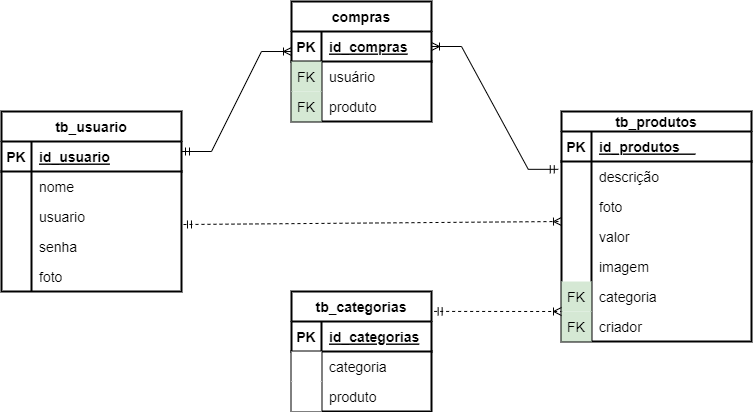 compras
PK id_compras
FK usuário
FK produto
tb_usuario
PK id_usuario
nome
usuario
senha
foto
tb_produtos
PK id_produtos__
descrição
foto
valor
imagem
FK categoria
FK criador
tb_categorias
PK id_categorias
categoria
produto